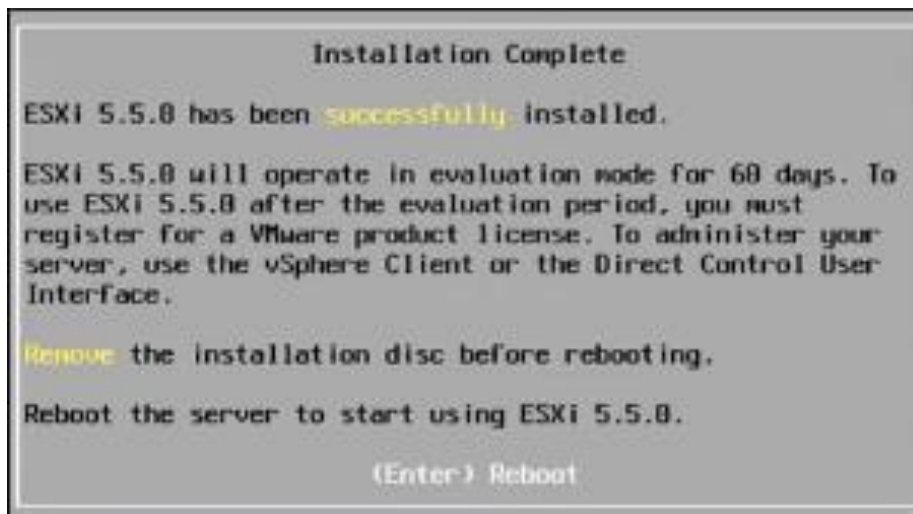 Installation Complete
ESXi 5.5.0 has been successfully installed.
ESXi 5.5.0 will operate in evaluation mode for 60 days. To
use ESXi 5.5.0 after the evaluation period, you must
register for a VMware product license. To administer your
server, use the vSphere Client or the Direct Control User
Interface.
Remove the installation disc before rebooting.
Reboot the server to start using ESXi 5.5.0.
(Enter) Reboot